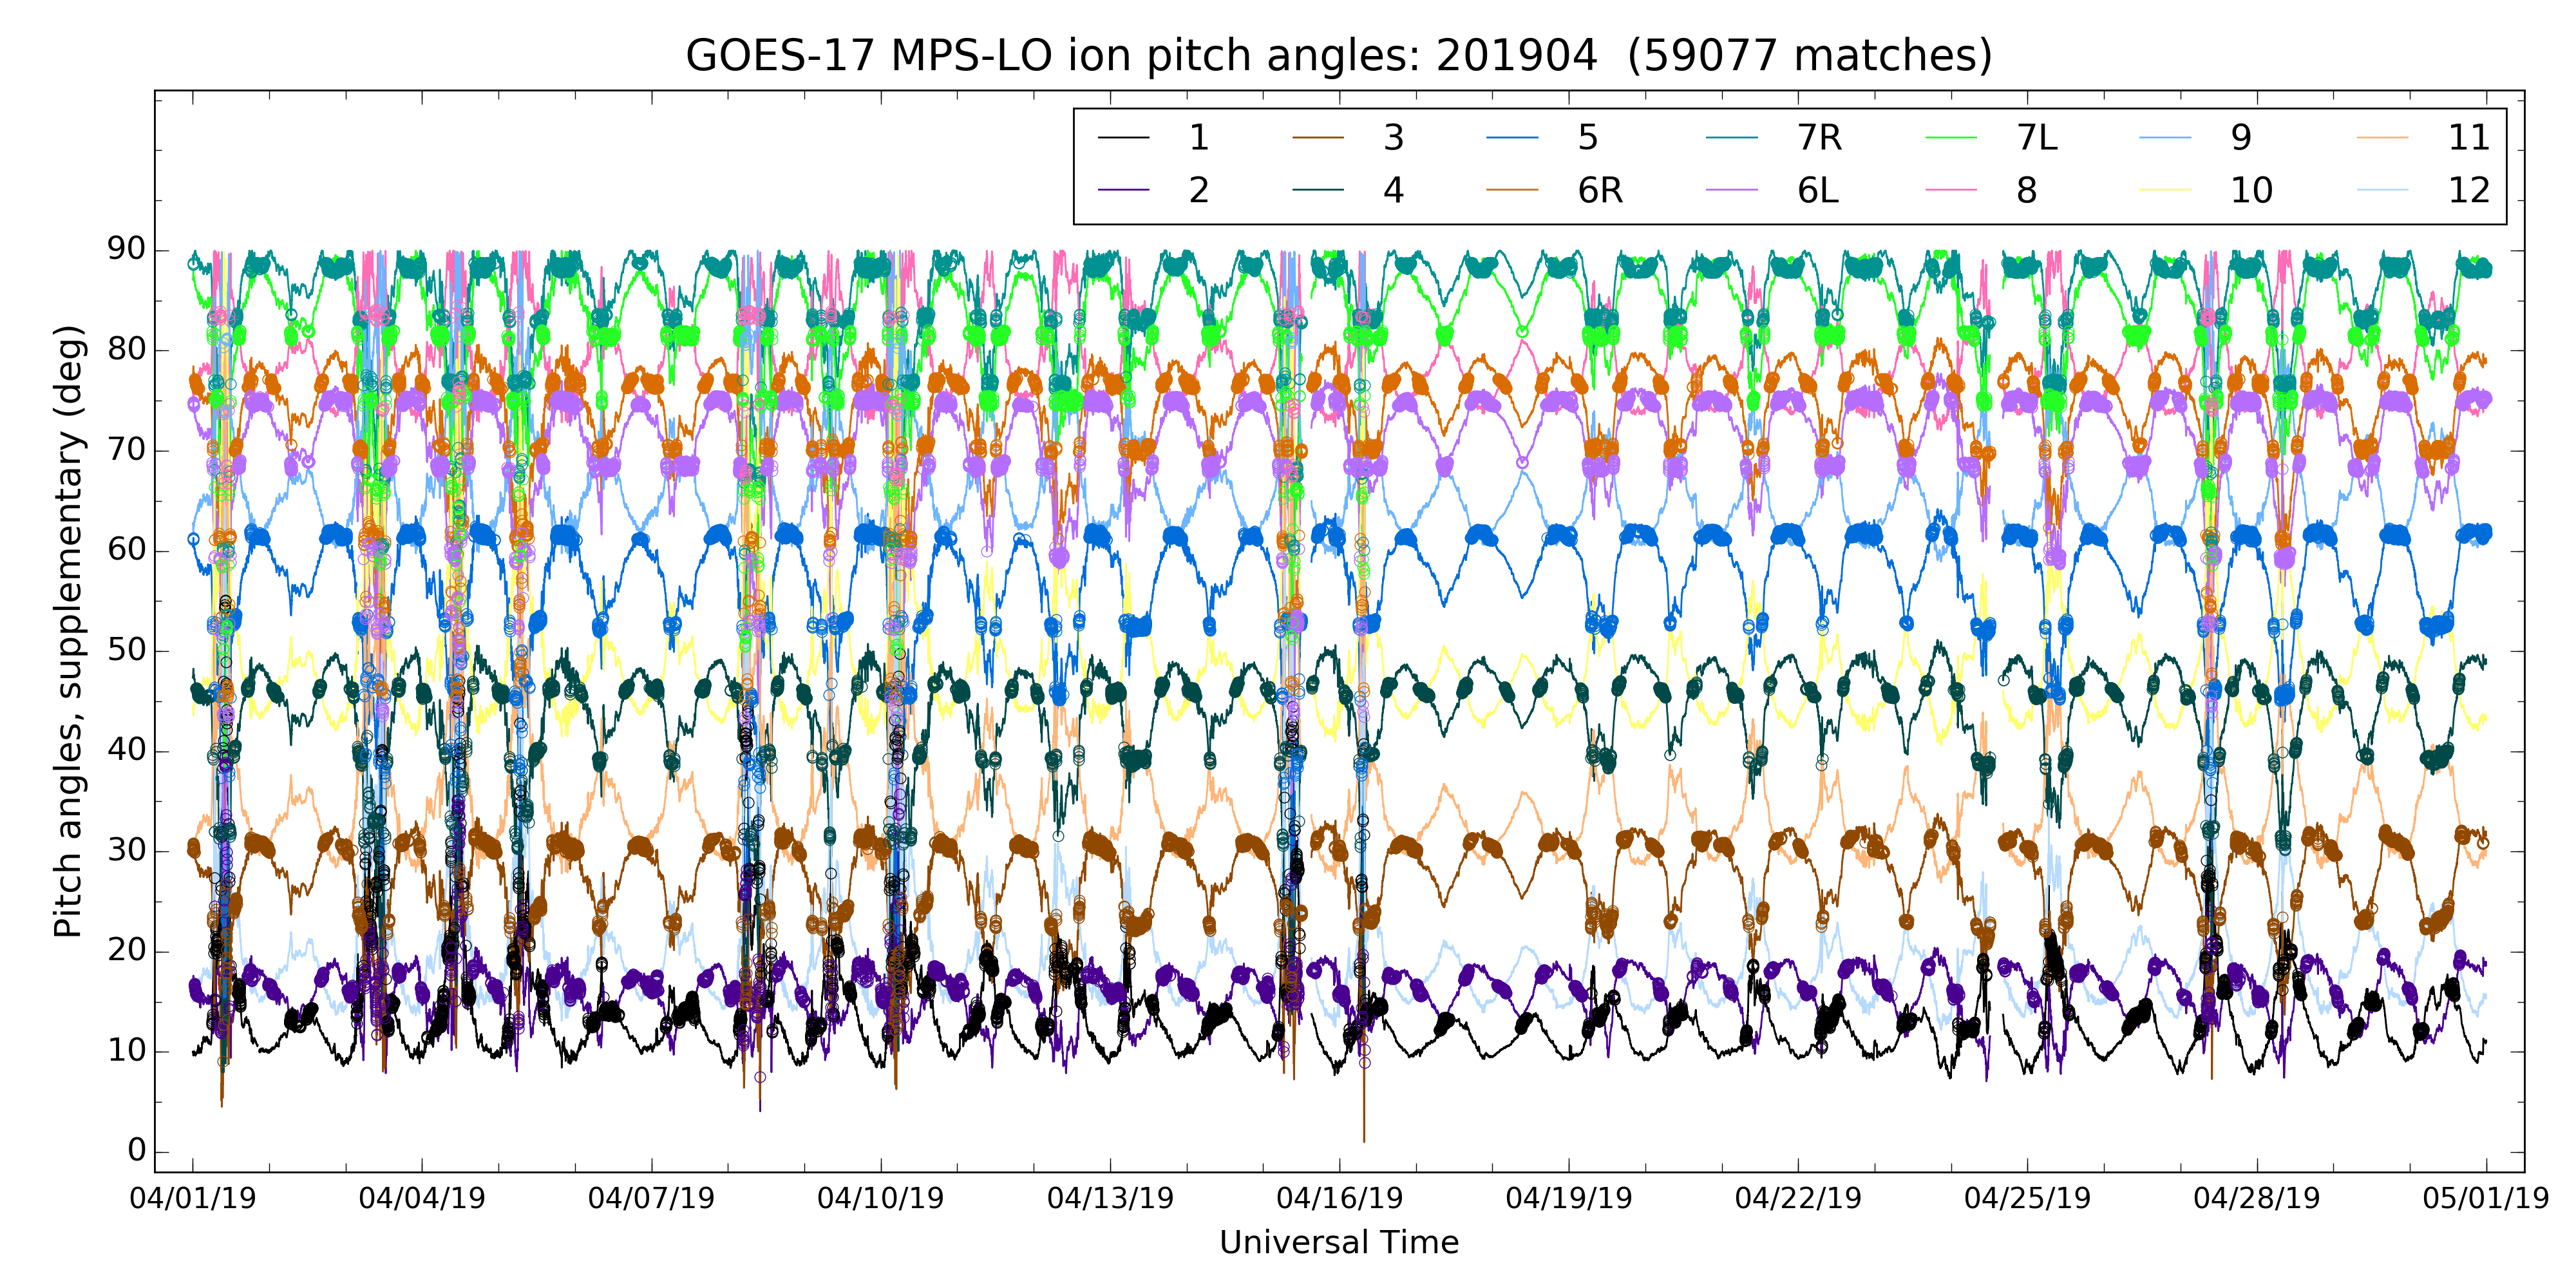 GOES-17 MPS-LO ion pitch angles: 201904  (59077 matches)
1 3 5 7R 7L 9 11
2 4 6R 6L 8 10 12
Pitch angles, supplementary (deg)
90
80
70
60
50
40
30
20
10
0
04/01/19 04/04/19 04/07/19 04/10/19 04/13/19 04/16/19 04/19/19 04/22/19 04/25/19 04/28/19 05/01/19
Universal Time